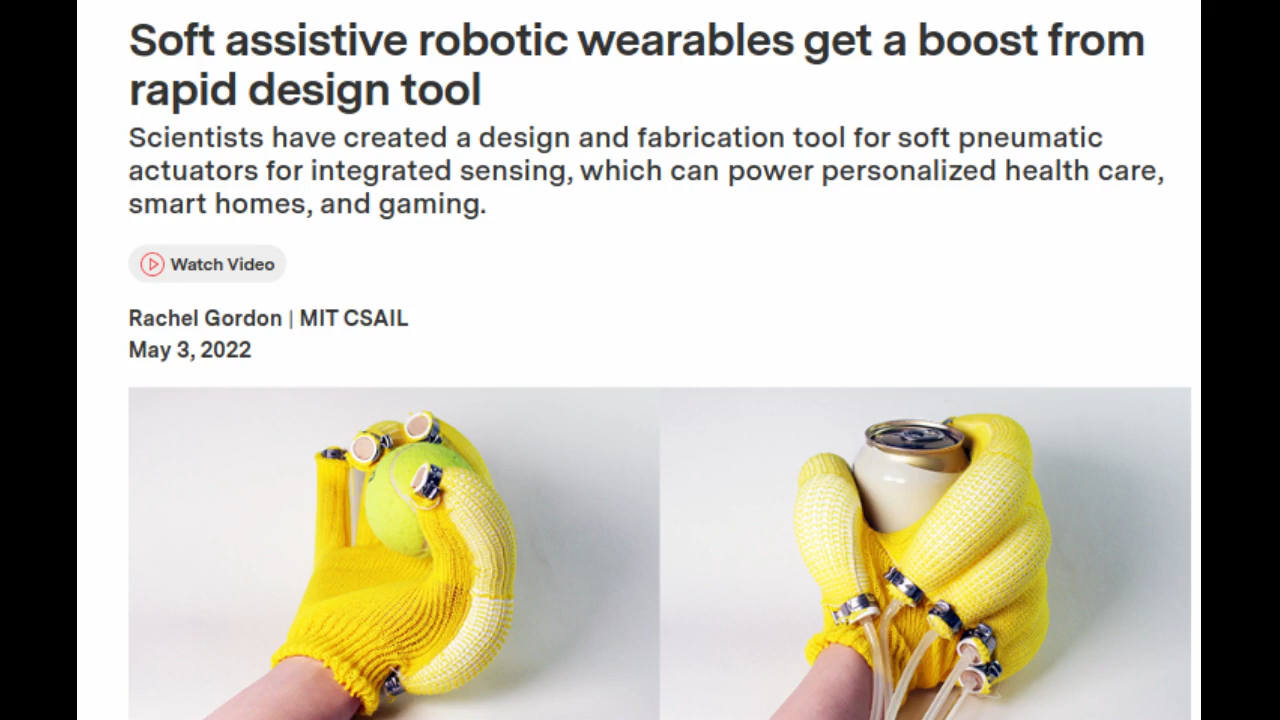 Soft assistive robotic wearables get a boost from
rapid design tool
Scientists have created a design and fabrication tool for soft pneumatic
actuators for integrated sensing, which can power personalized health care,
smart homes, and gaming.
Watch Video
Rachel Gordon | MIT CSAIL
May 3, 2022